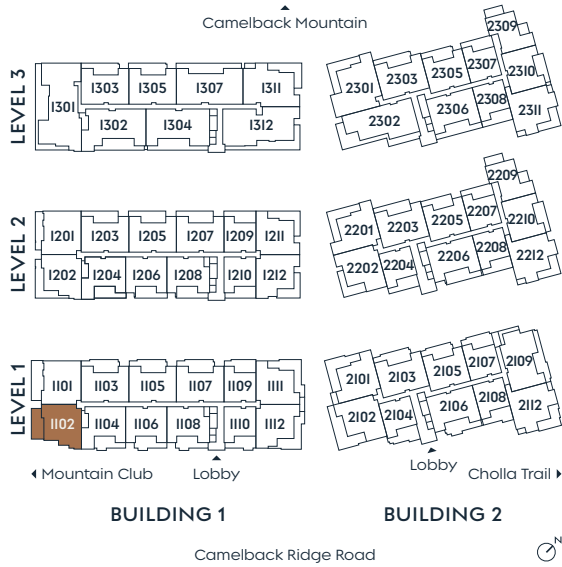 Camelback Mountain
LEVEL 3
1301 1303 1305 1307 1311
1302 1304 1312
2301 2303 2305 2307 2309 2310
2302 2306 2308 2311
LEVEL 2
1201 1203 1205 1207 1209 1211
1202 1204 1206 1208 1210 1212
2201 2203 2205 2207 2209 2210
2202 2204 2206 2208 2212
LEVEL 1
1101 1103 1105 1107 1109 1111
1102 1104 1106 1108 1110 1112
2101 2103 2105 2107 2109
2102 2104 2106 2108 2112
Mountain Club
Lobby
Lobby
Cholla Trail
BUILDING 1
BUILDING 2
Camelback Ridge Road
N